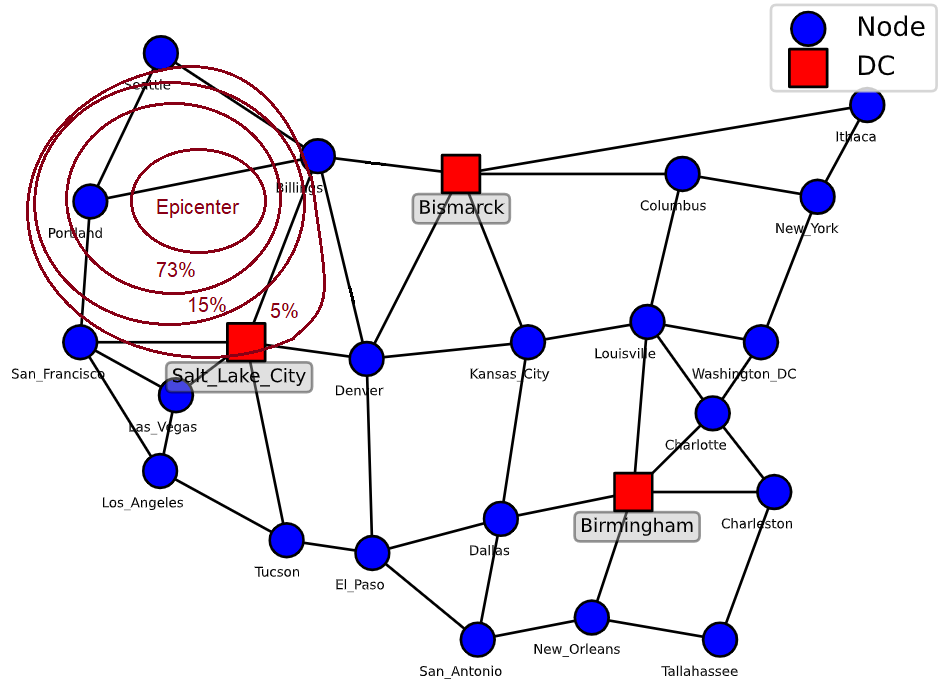 Node
DC
Seattle
Ithaca
Billings
Bismarck
Columbus
Epicenter
New_York
Portland
73%
15%
5%
Louisville
San_Francisco
Salt_Lake_City
Denver
Kansas_City
Washington_DC
Las_Vegas
Charlotte
Los_Angeles
Birmingham
Charleston
Dallas
Tucson
El_Paso
New_Orleans
San_Antonio
Tallahassee